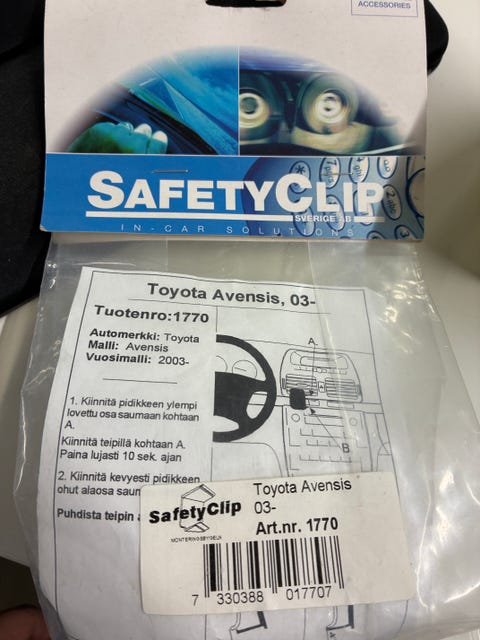 ACCESSORIES
SAFETYCLIP
SVERIGE AB
IN-CAR SOLUTIONS
Toyota Avensis, 03-
Tuotenro:1770
Automerkki: Toyota
Malli: Avensis
Vuosimalli: 2003-
A
B
1. Kiinnitä pidikkeen ylempi
lovettu osa saumaan kohtaan
A.
Kiinnitä teipillä kohtaan A.
Paina lujasti 10 sek. ajan
2. Kiinnitä kevyesti pidikkeen
ohut alaosa
Puhdista teipin
SafetyClip
MONTERINGSBYGELN
Toyota Avensis
03-
Art.nr. 1770
7 330388 017707